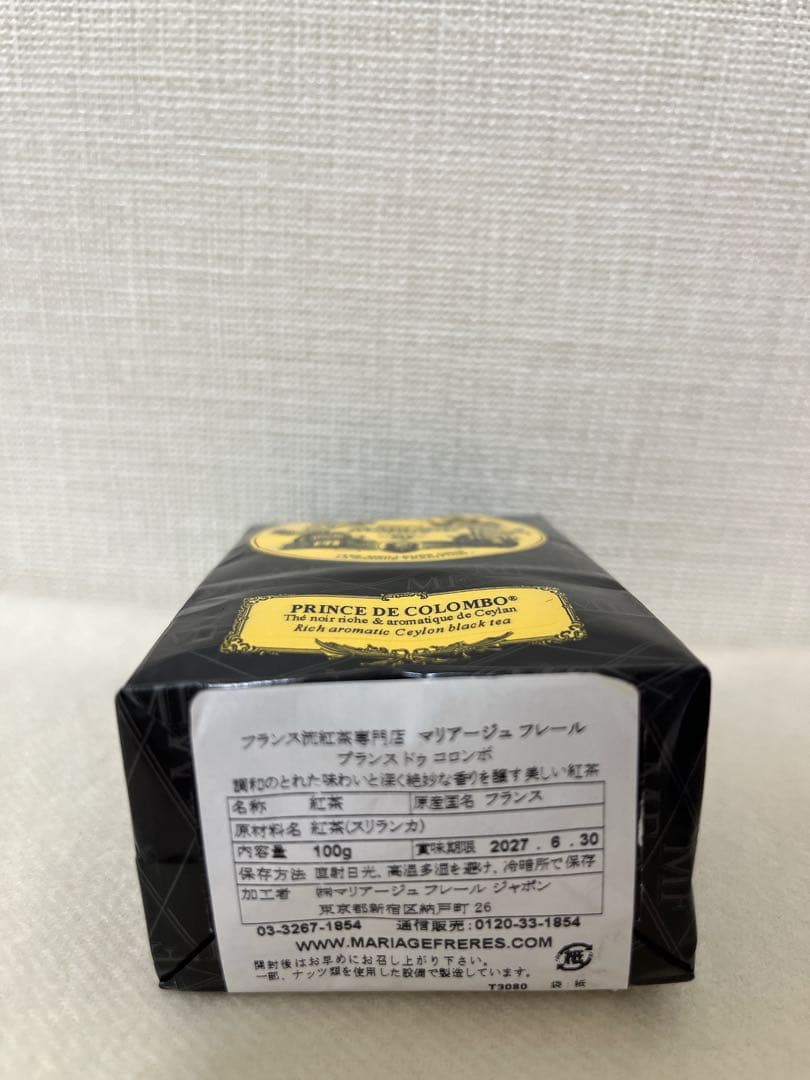 PRINCE DE COLOMBO®
Thé noir riche & aromatique de Ceylan
Rich aromatic Ceylon black tea
フランス流紅茶専門店 マリアージュ フレール
プランス ドゥ コロンボ
調和のとれた味わいと深く絶妙な香りを醸す美しい紅茶
名称 紅茶 原産国名 フランス
原材料名 紅茶(スリランカ)
内容量 100g 賞味期限 2027 . 6 . 30
保存方法 直射日光、高温多湿を避け、冷暗所で保存
加工者 ㈱マリアージュ フレール ジャポン
東京都新宿区納戸町 26
03-3267-1854 通信販売:0120-33-1854
WWW.MARIAGEFRERES.COM
開封後はお早めにお召し上がり下さい。
一部、ナッツ類を使用した設備で製造しています。
紙
T3080 袋:紙